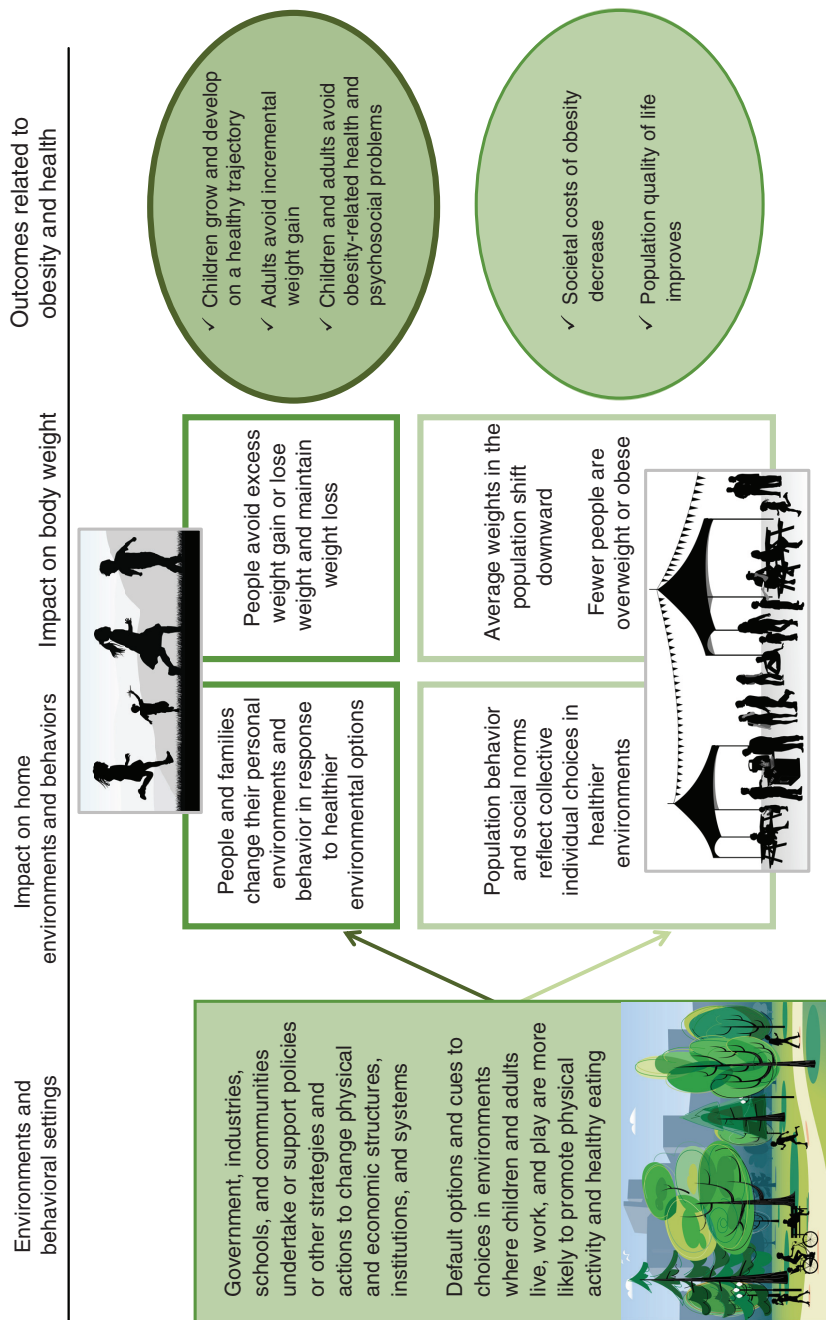 Environments and
behavioral settings
Impact on home
environments and behaviors
Impact on body weight
Outcomes related to
obesity and health
Government, industries,
schools, and communities
undertake or support policies
or other strategies and
actions to change physical
and economic structures,
institutions, and systems
Default options and cues to
choices in environments
where children and adults
live, work, and play are more
likely to promote physical
activity and healthy eating
People and families
change their personal
environments and
behavior in response
to healthier
environmental options
People avoid excess
weight gain or lose
weight and maintain
weight loss
✓ Children grow and develop
on a healthy trajectory
✓ Adults avoid incremental
weight gain
✓ Children and adults avoid
obesity-related health and
psychosocial problems
Population behavior
and social norms
reflect collective
individual choices in
healthier
environments
Average weights in the
population shift
downward
Fewer people are
overweight or obese
✓ Societal costs of obesity
decrease
✓ Population quality of life
improves